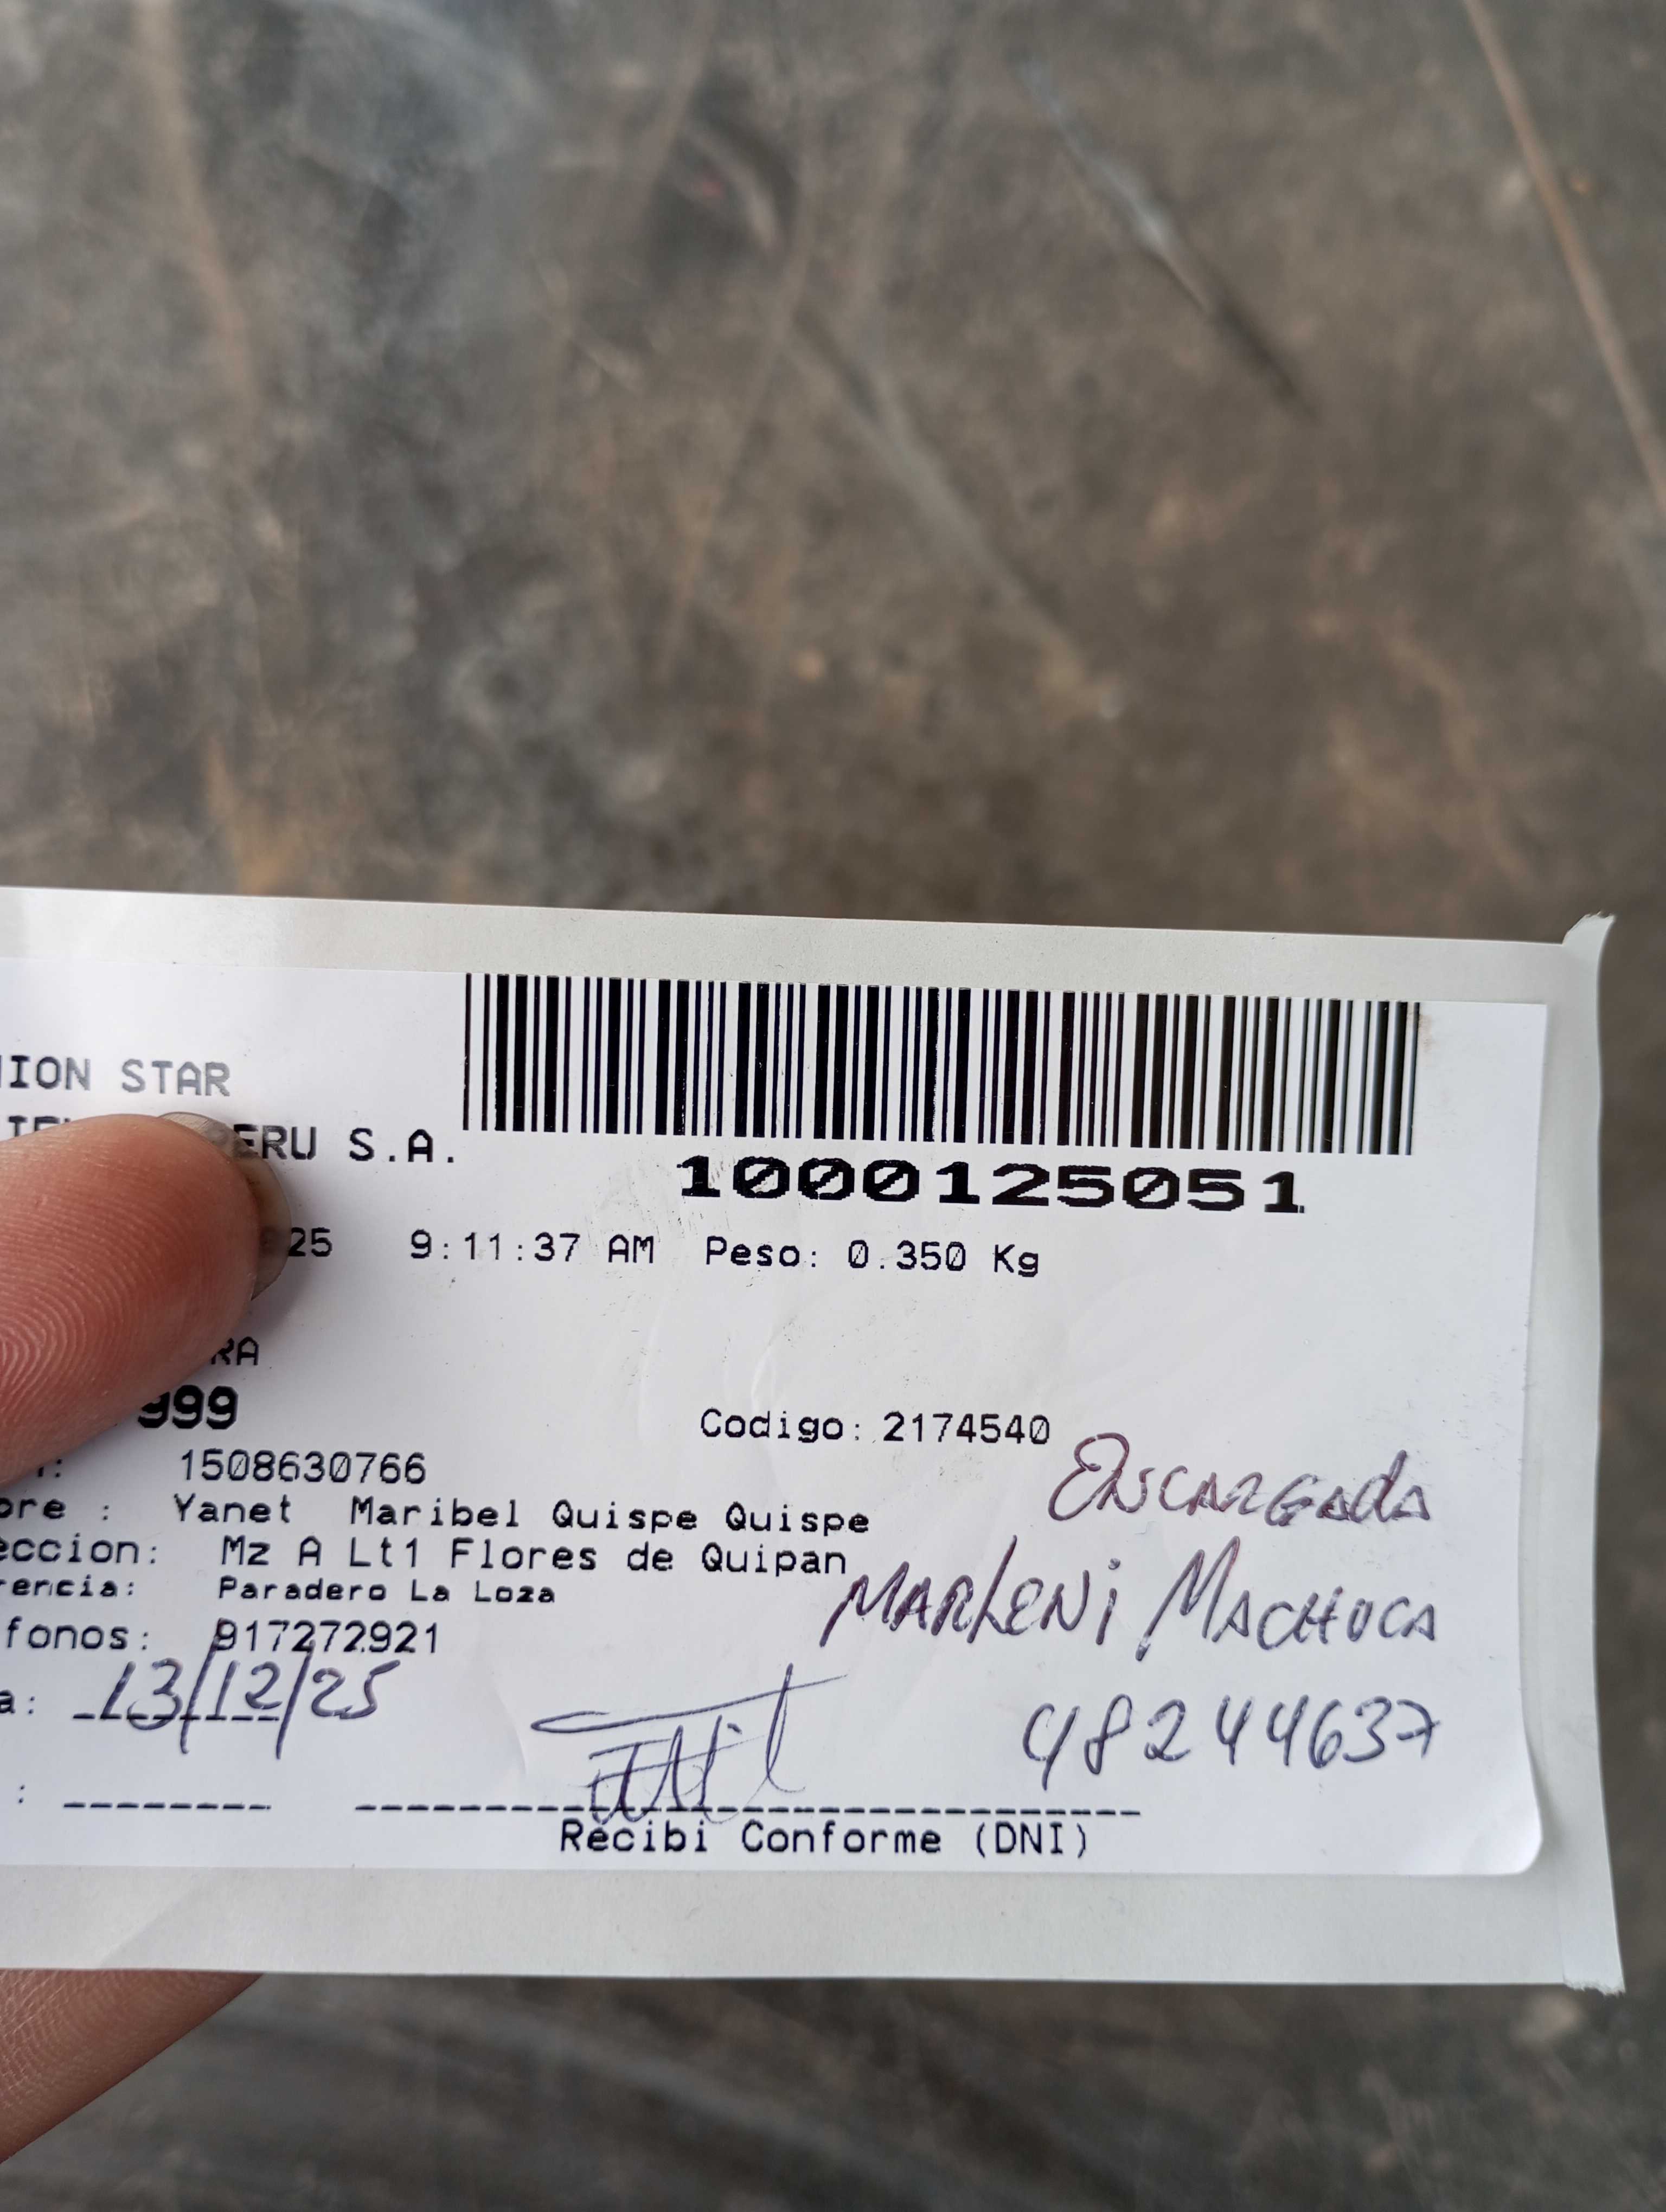 ION STAR
PERU S.A.
1000125051
25 9:11:37 AM Peso: 0.350 Kg
RA
999
Codigo: 2174540
1508630766
Encargada
bre : Yanet Maribel Quispe Quispe
eccion: Mz A Lt1 Flores de Quipan
rencia: Paradero La Loza
Marleni Machuca
fonos: 917272921
a: 13/12/25
48244637
:
Recibi Conforme (DNI)